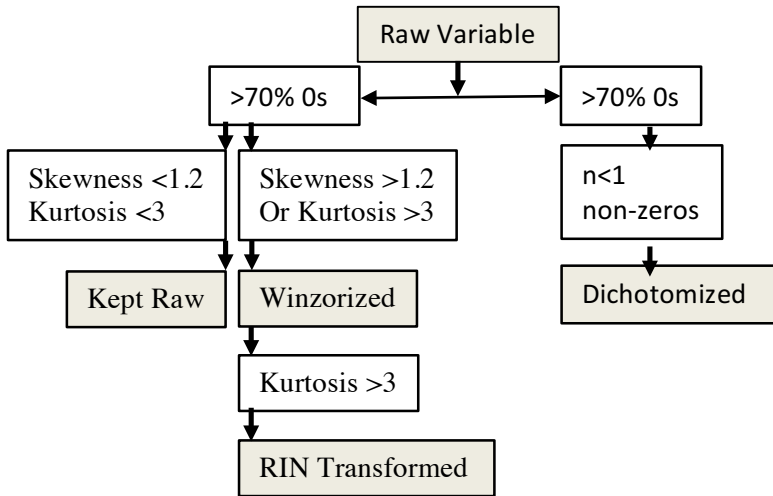 Raw Variable
>70% 0s
>70% 0s
Skewness <1.2
Kurtosis <3
Skewness >1.2
Or Kurtosis >3
n<1
non-zeros
Kept Raw
Winzorized
Dichotomized
Kurtosis >3
RIN Transformed